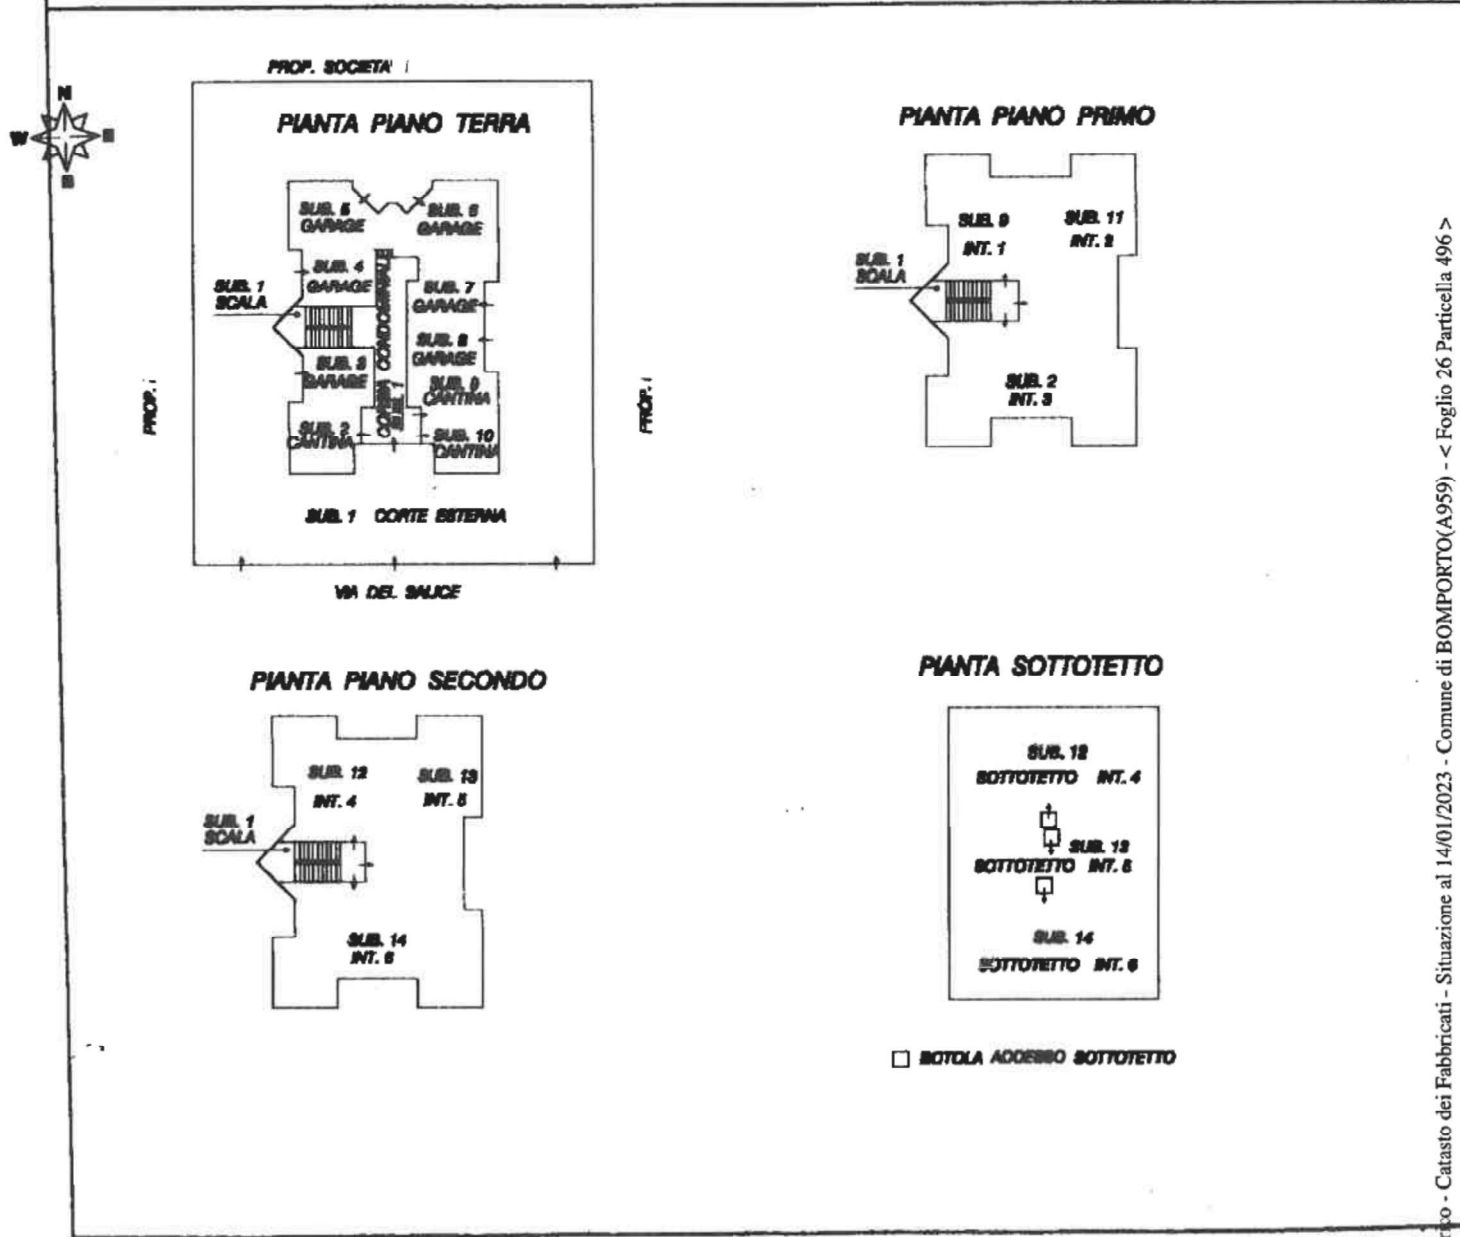 PROP. SOCIETA'
N
W
E
S
PIANTA PIANO TERRA
SUB. 5
GARAGE
SUB. 6
GARAGE
SUB. 4
GARAGE
SUB. 1
SCALA
SUB. 7
GARAGE
SUB. 8
GARAGE
SUB. 3
GARAGE
CORSIA CONDOMINIALE
SUB. 1
SUB. 9
CANTINA
SUB. 2
CANTINA
SUB. 10
CANTINA
PROP.
PROP.
SUB. 1 CORTE ESTERNA
VIA DEL SALICE
PIANTA PIANO PRIMO
SUB. 9
INT. 1
SUB. 11
INT. 2
SUB. 1
SCALA
SUB. 2
INT. 3
PIANTA PIANO SECONDO
SUB. 12
INT. 4
SUB. 13
INT. 5
SUB. 1
SCALA
SUB. 14
INT. 6
PIANTA SOTTOTETTO
SUB. 12
SOTTOTETTO INT. 4
SUB. 13
SOTTOTETTO INT. 5
SUB. 14
SOTTOTETTO INT. 6
BOTOLA ACCESSO SOTTOTETTO
- Catasto dei Fabbricati - Situazione al 14/01/2023 - Comune di BOMPORTO(A959) - < Foglio 26 Particella 496 >